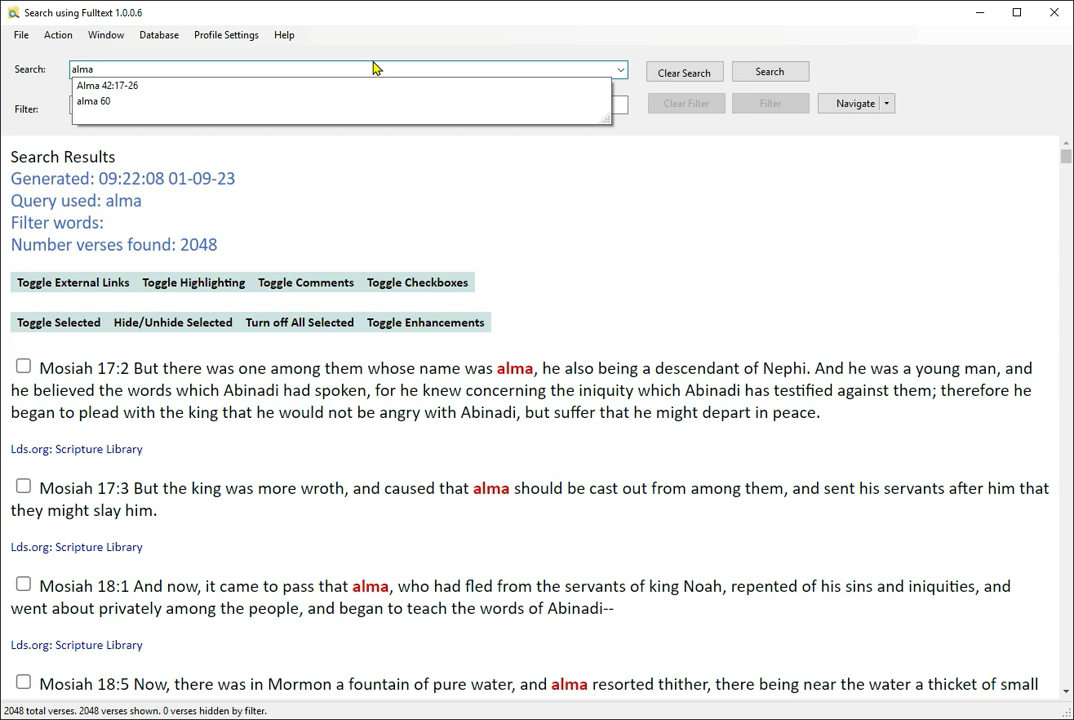 Search using Fulltext 1.0.0.6
File Action Window Database Profile Settings Help
Search: alma Clear Search Search
Alma 42:17-26
alma 60
Filter: Clear Filter Filter Navigate
Search Results
Generated: 09:22:08 01-09-23
Query used: alma
Filter words:
Number verses found: 2048
Toggle External Links Toggle Highlighting Toggle Comments Toggle Checkboxes
Toggle Selected Hide/Unhide Selected Turn off All Selected Toggle Enhancements
Mosiah 17:2 But there was one among them whose name was alma, he also being a descendant of Nephi. And he was a young man, and
he believed the words which Abinadi had spoken, for he knew concerning the iniquity which Abinadi has testified against them; therefore he
began to plead with the king that he would not be angry with Abinadi, but suffer that he might depart in peace.
Lds.org: Scripture Library
Mosiah 17:3 But the king was more wroth, and caused that alma should be cast out from among them, and sent his servants after him that
they might slay him.
Lds.org: Scripture Library
Mosiah 18:1 And now, it came to pass that alma, who had fled from the servants of king Noah, repented of his sins and iniquities, and
went about privately among the people, and began to teach the words of Abinadi--
Lds.org: Scripture Library
Mosiah 18:5 Now, there was in Mormon a fountain of pure water, and alma resorted thither, there being near the water a thicket of small
2048 total verses. 2048 verses shown. 0 verses hidden by filter.